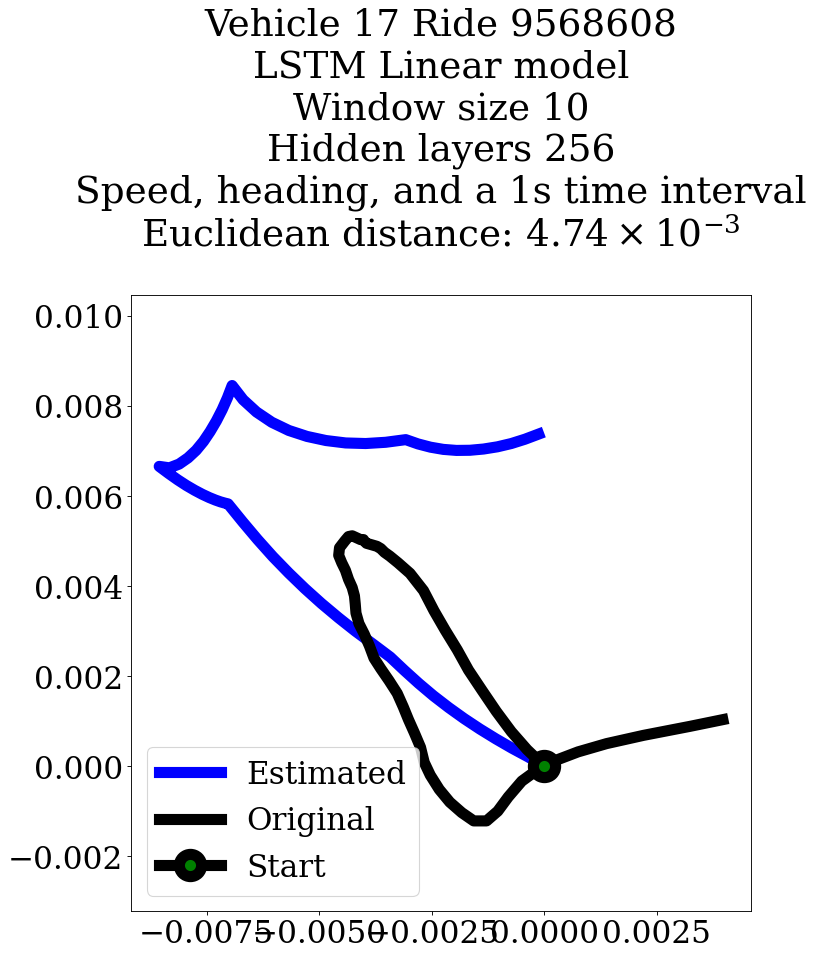 Vehicle 17 Ride 9568608
LSTM Linear model
Window size 10
Hidden layers 256
Speed, heading, and a 1s time interval
Euclidean distance: 4.74 × 10⁻³
0.010
0.008
0.006
0.004
0.002
0.000
−0.002
Estimated
Original
Start
−0.0075 −0.0050 −0.0025 0.0000 0.0025